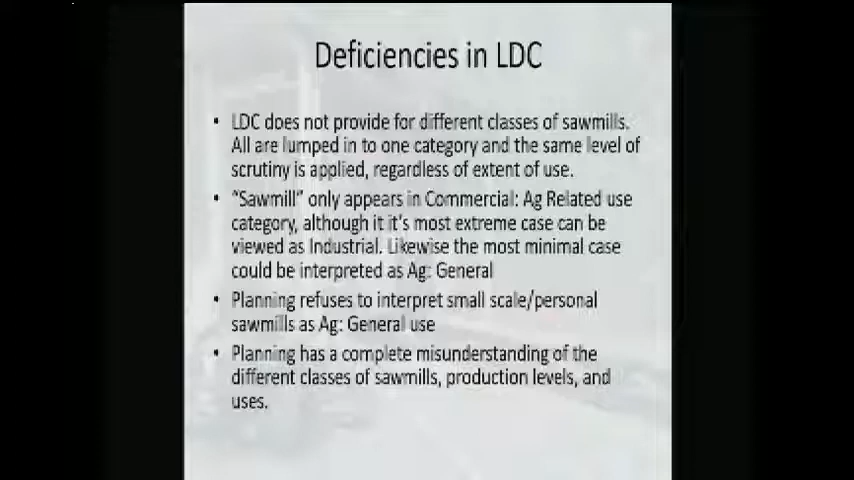 Deficiencies in LDC
• LDC does not provide for different classes of sawmills.
All are lumped in to one category and the same level of
scrutiny is applied, regardless of extent of use.
• “Sawmill” only appears in Commercial: Ag Related use
category, although it it’s most extreme case can be
viewed as Industrial. Likewise the most minimal case
could be interpreted as Ag: General
• Planning refuses to interpret small scale/personal
sawmills as Ag: General use
• Planning has a complete misunderstanding of the
different classes of sawmills, production levels, and
uses.